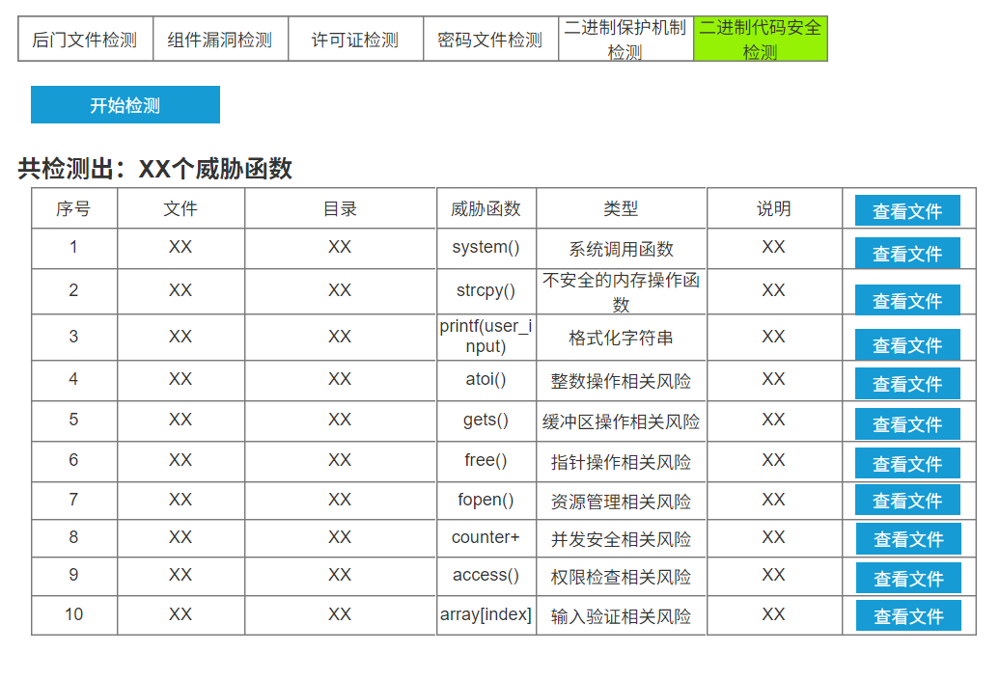 后门文件检测 组件漏洞检测 许可证检测 密码文件检测 二进制保护机制检测 二进制代码安全检测
开始检测
共检测出：XX个威胁函数
序号 文件 目录 威胁函数 类型 说明 查看文件
1 XX XX system() 系统调用函数 XX 查看文件
2 XX XX strcpy() 不安全的内存操作函数 XX 查看文件
3 XX XX printf(user_input) 格式化字符串 XX 查看文件
4 XX XX atoi() 整数操作相关风险 XX 查看文件
5 XX XX gets() 缓冲区操作相关风险 XX 查看文件
6 XX XX free() 指针操作相关风险 XX 查看文件
7 XX XX fopen() 资源管理相关风险 XX 查看文件
8 XX XX counter+ 并发安全相关风险 XX 查看文件
9 XX XX access() 权限检查相关风险 XX 查看文件
10 XX XX array[index] 输入验证相关风险 XX 查看文件